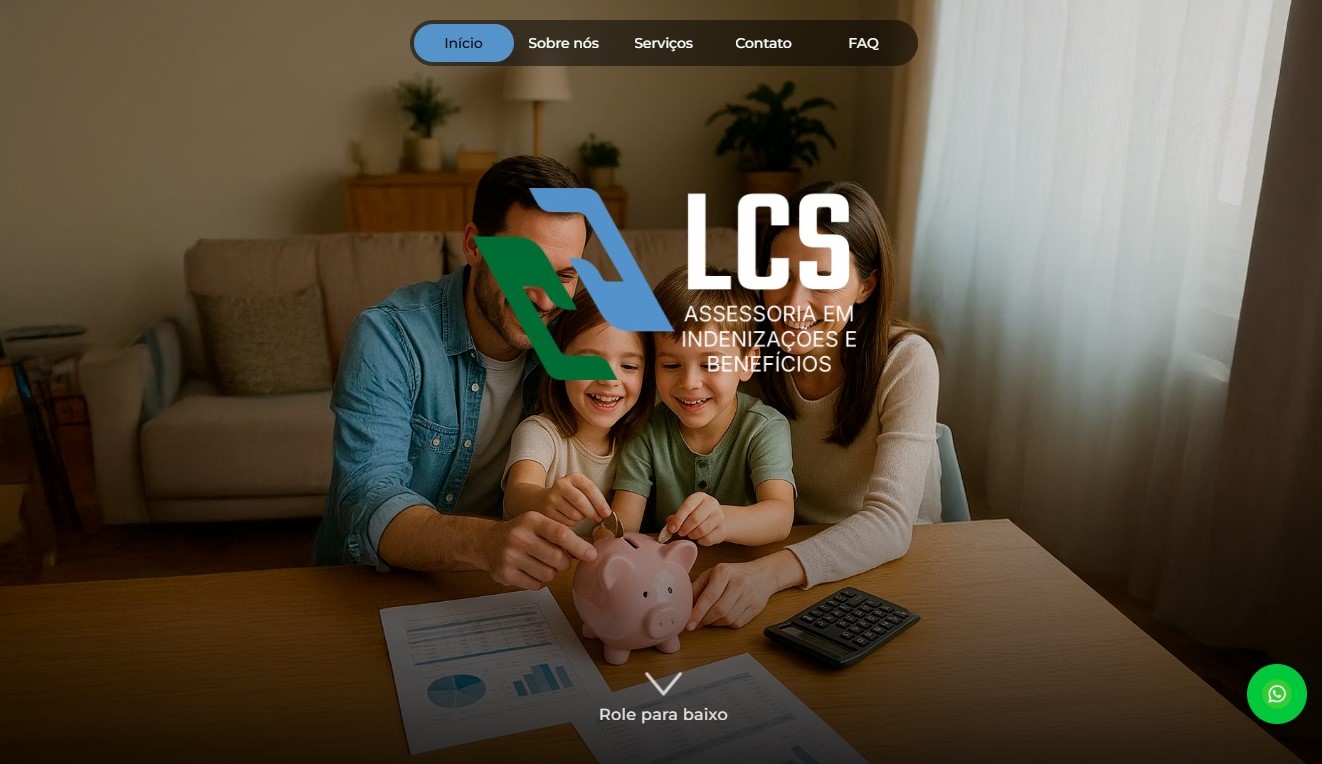 Início
Sobre nós
Serviços
Contato
FAQ
LCS
ASSESSORIA EM
INDENIZAÇÕES E
BENEFÍCIOS
Role para baixo